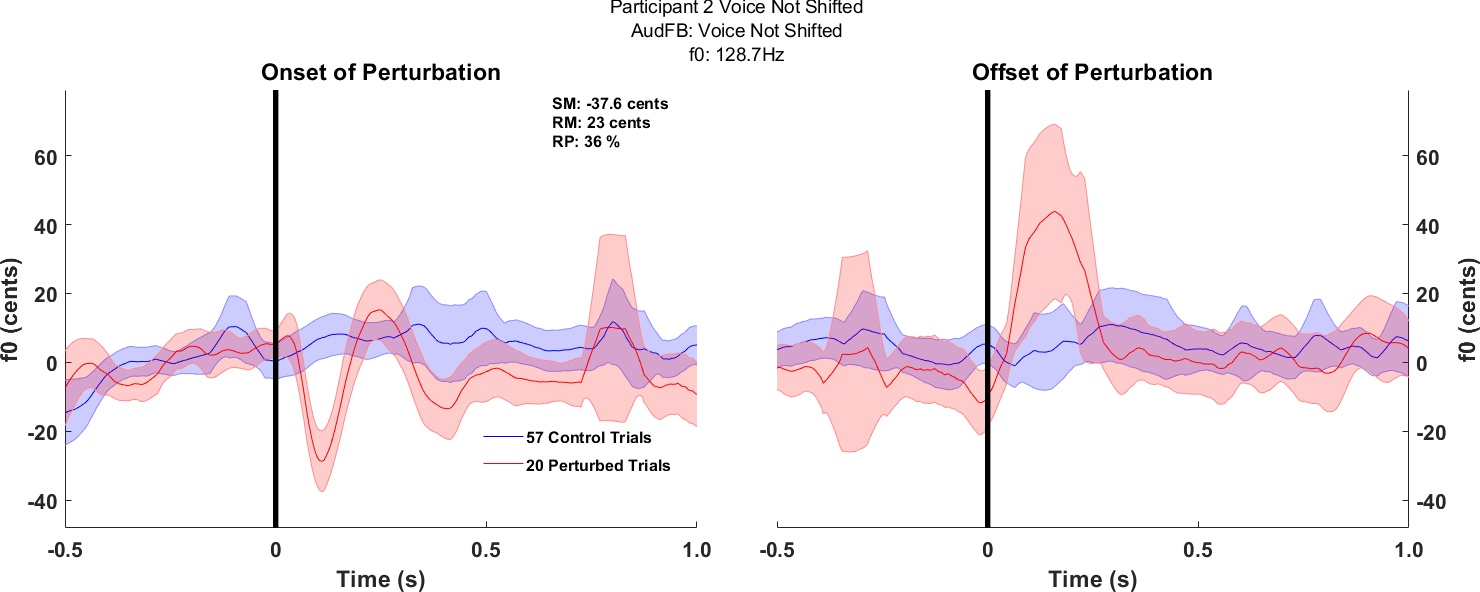 Participant 2 Voice Not Shifted
AudFB: Voice Not Shifted
f0: 128.7Hz
Onset of Perturbation
Offset of Perturbation
SM: -37.6 cents
RM: 23 cents
RP: 36 %
60
40
20
0
-20
-40
f0 (cents)
57 Control Trials
20 Perturbed Trials
-0.5
0
0.5
1.0
Time (s)
60
40
20
0
-20
-40
f0 (cents)
-0.5
0
0.5
1.0
Time (s)